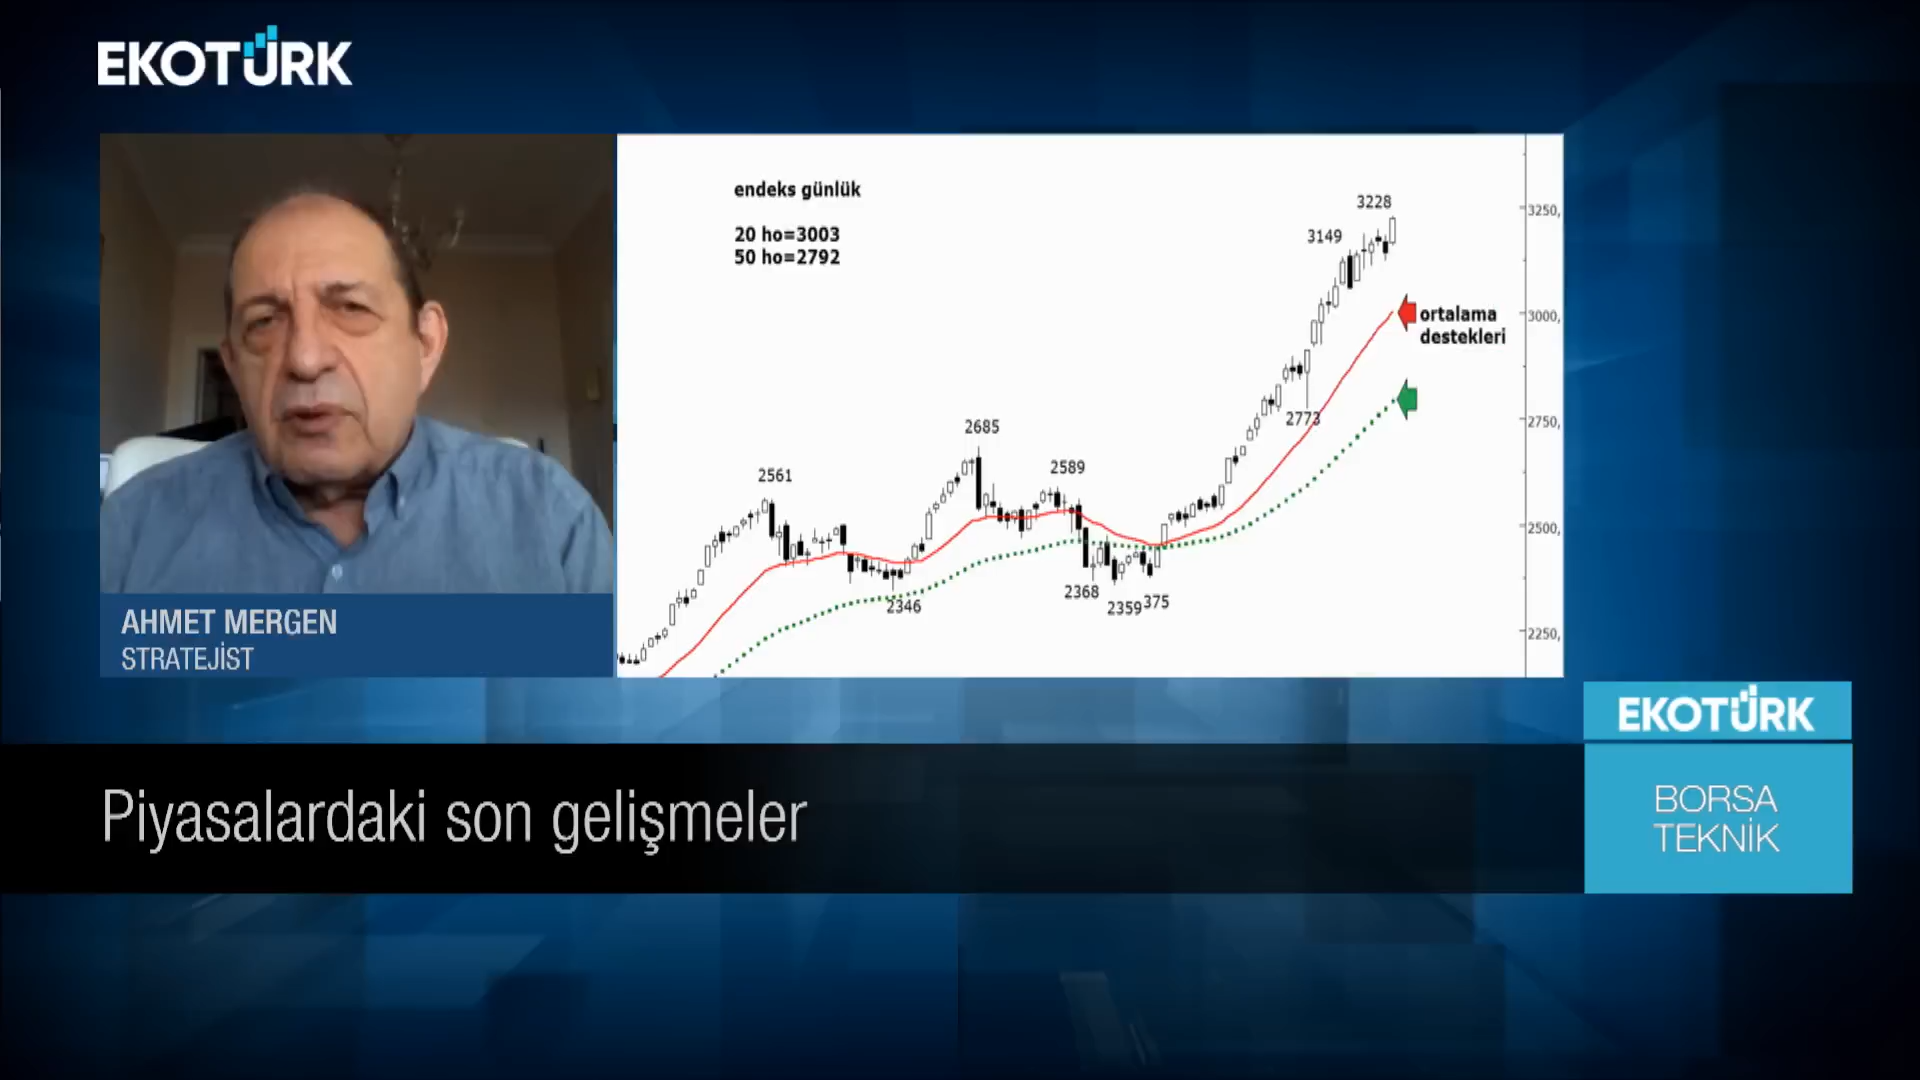 EKOTÜRK
endeks günlük
20 ho=3003
50 ho=2792
3228
3149
3250,
ortalama
destekleri
3000,
2773
2750,
2685
2589
2561
2500,
2346
2368
2359
375
2250,
AHMET MERGEN
STRATEJİST
EKOTÜRK
Piyasalardaki son gelişmeler
BORSA
TEKNİK